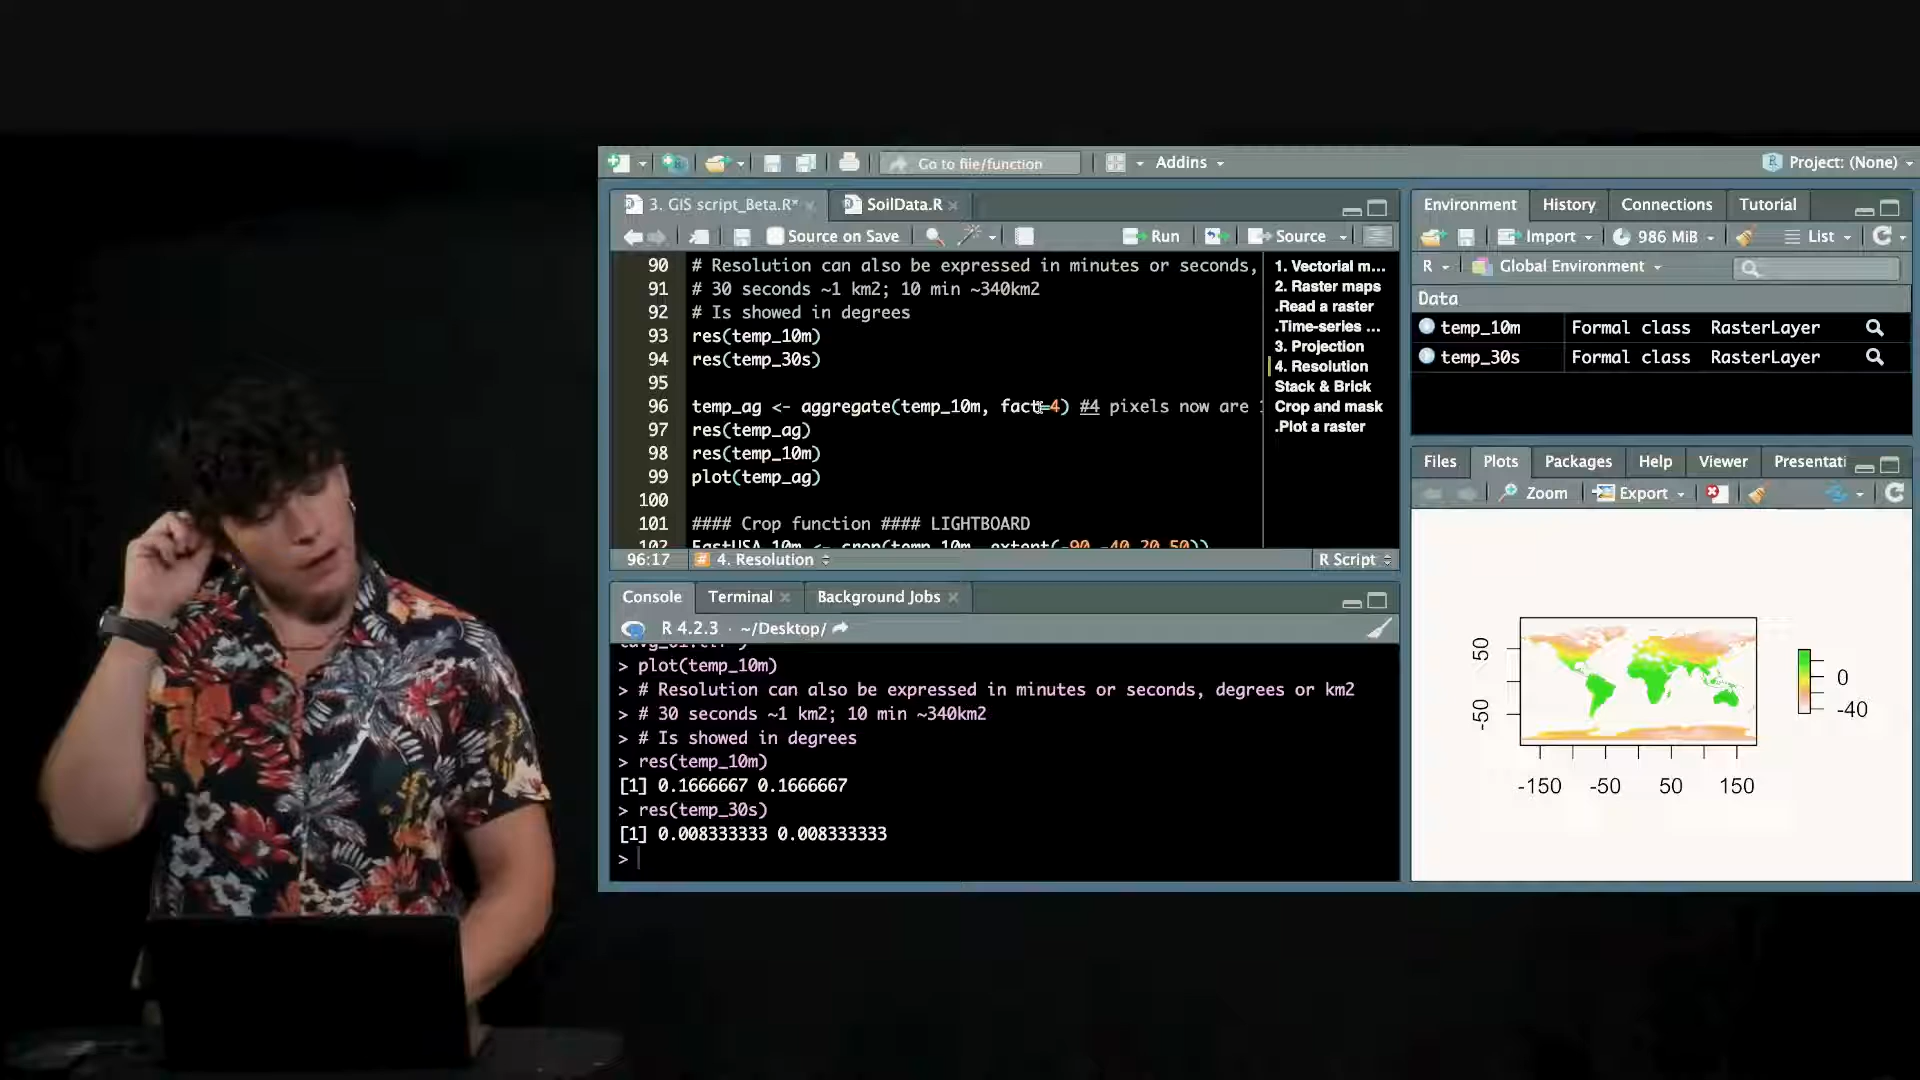 Go to file/function
Addins
Project: (None)
3. GIS script_Beta.R*
SoilData.R
Source on Save
Run
Source
90 # Resolution can also be expressed in minutes or seconds,
91 # 30 seconds ~1 km2; 10 min ~340km2
92 # Is showed in degrees
93 res(temp_10m)
94 res(temp_30s)
95
96 temp_ag <- aggregate(temp_10m, fact=4) #4 pixels now are
97 res(temp_ag)
98 res(temp_10m)
99 plot(temp_ag)
100
101 #### Crop function #### LIGHTBOARD
102 EastUSA_10m <- crop(temp_10m, extent(-90,-40,20,50))
1. Vectorial m...
2. Raster maps
.Read a raster
.Time-series ...
3. Projection
4. Resolution
Stack & Brick
Crop and mask
.Plot a raster
96:17
4. Resolution
R Script
Console
Terminal
Background Jobs
R 4.2.3 · ~/Desktop/
> plot(temp_10m)
> # Resolution can also be expressed in minutes or seconds, degrees or km2
> # 30 seconds ~1 km2; 10 min ~340km2
> # Is showed in degrees
> res(temp_10m)
[1] 0.1666667 0.1666667
> res(temp_30s)
[1] 0.008333333 0.008333333
>
Environment
History
Connections
Tutorial
Import
986 MiB
List
R
Global Environment
Data
temp_10m Formal class RasterLayer
temp_30s Formal class RasterLayer
Files
Plots
Packages
Help
Viewer
Presentati
Zoom
Export
50
-50
-150
-50
50
150
0
-40